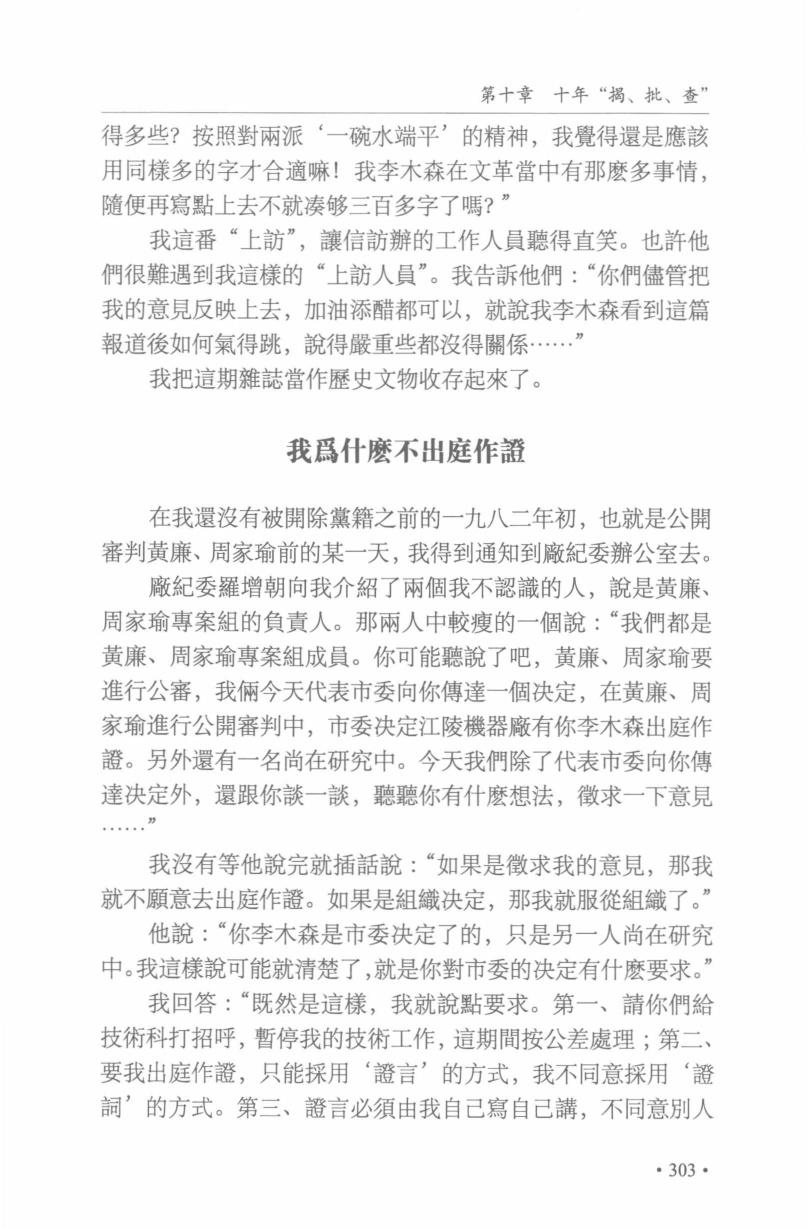 第十章　十年“揭、批、查”
得多些？按照對兩派‘一碗水端平’的精神，我覺得還是應該
用同樣多的字才合適嘛！我李木森在文革當中有那麽多事情，
隨便再寫點上去不就凑够三百多字了嗎？”
我這番“上訪”，讓信訪辦的工作人員聽得直笑。也許他
們很難遇到我這樣的“上訪人員”。我告訴他們：“你們儘管把
我的意見反映上去，加油添醋都可以，就說我李木森看到這篇
報道後如何氣得跳，說得嚴重些都沒得關係……”
我把這期雜誌當作歷史文物收存起來了。
我爲什麽不出庭作證
在我還沒有被開除黨籍之前的一九八二年初，也就是公開
審判黃廉、周家瑜前的某一天，我得到通知到廠紀委辦公室去。
廠紀委羅增朝向我介紹了兩個我不認識的人，說是黃廉、
周家瑜專案組的負責人。那兩人中較瘦的一個說：“我們都是
黃廉、周家瑜專案組成員。你可能聽說了吧，黃廉、周家瑜要
進行公審，我倆今天代表市委向你傳達一個决定，在黃廉、周
家瑜進行公開審判中，市委决定江陵機器廠有你李木森出庭作
證。另外還有一名尚在研究中。今天我們除了代表市委向你傳
達决定外，還跟你談一談，聽聽你有什麽想法，徵求一下意見
……”
我沒有等他說完就插話說：“如果是徵求我的意見，那我
就不願意去出庭作證。如果是組織决定，那我就服從組織了。”
他說：“你李木森是市委决定了的，只是另一人尚在研究
中。我這樣說可能就清楚了，就是你對市委的决定有什麽要求。”
我回答：“既然是這樣，我就說點要求。第一、請你們給
技術科打招呼，暫停我的技術工作，這期間按公差處理；第二、
要我出庭作證，只能採用‘證言’的方式，我不同意採用‘證
詞’的方式。第三、證言必須由我自己寫自己講，不同意別人
•303•